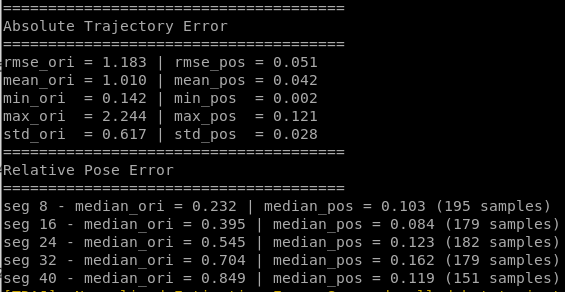 ======================================
Absolute Trajectory Error
======================================
rmse_ori = 1.183 | rmse_pos = 0.051
mean_ori = 1.010 | mean_pos = 0.042
min_ori  = 0.142 | min_pos  = 0.002
max_ori  = 2.244 | max_pos  = 0.121
std_ori  = 0.617 | std_pos  = 0.028
======================================
Relative Pose Error
======================================
seg 8 - median_ori = 0.232 | median_pos = 0.103 (195 samples)
seg 16 - median_ori = 0.395 | median_pos = 0.084 (179 samples)
seg 24 - median_ori = 0.545 | median_pos = 0.123 (182 samples)
seg 32 - median_ori = 0.704 | median_pos = 0.162 (179 samples)
seg 40 - median_ori = 0.849 | median_pos = 0.119 (151 samples)